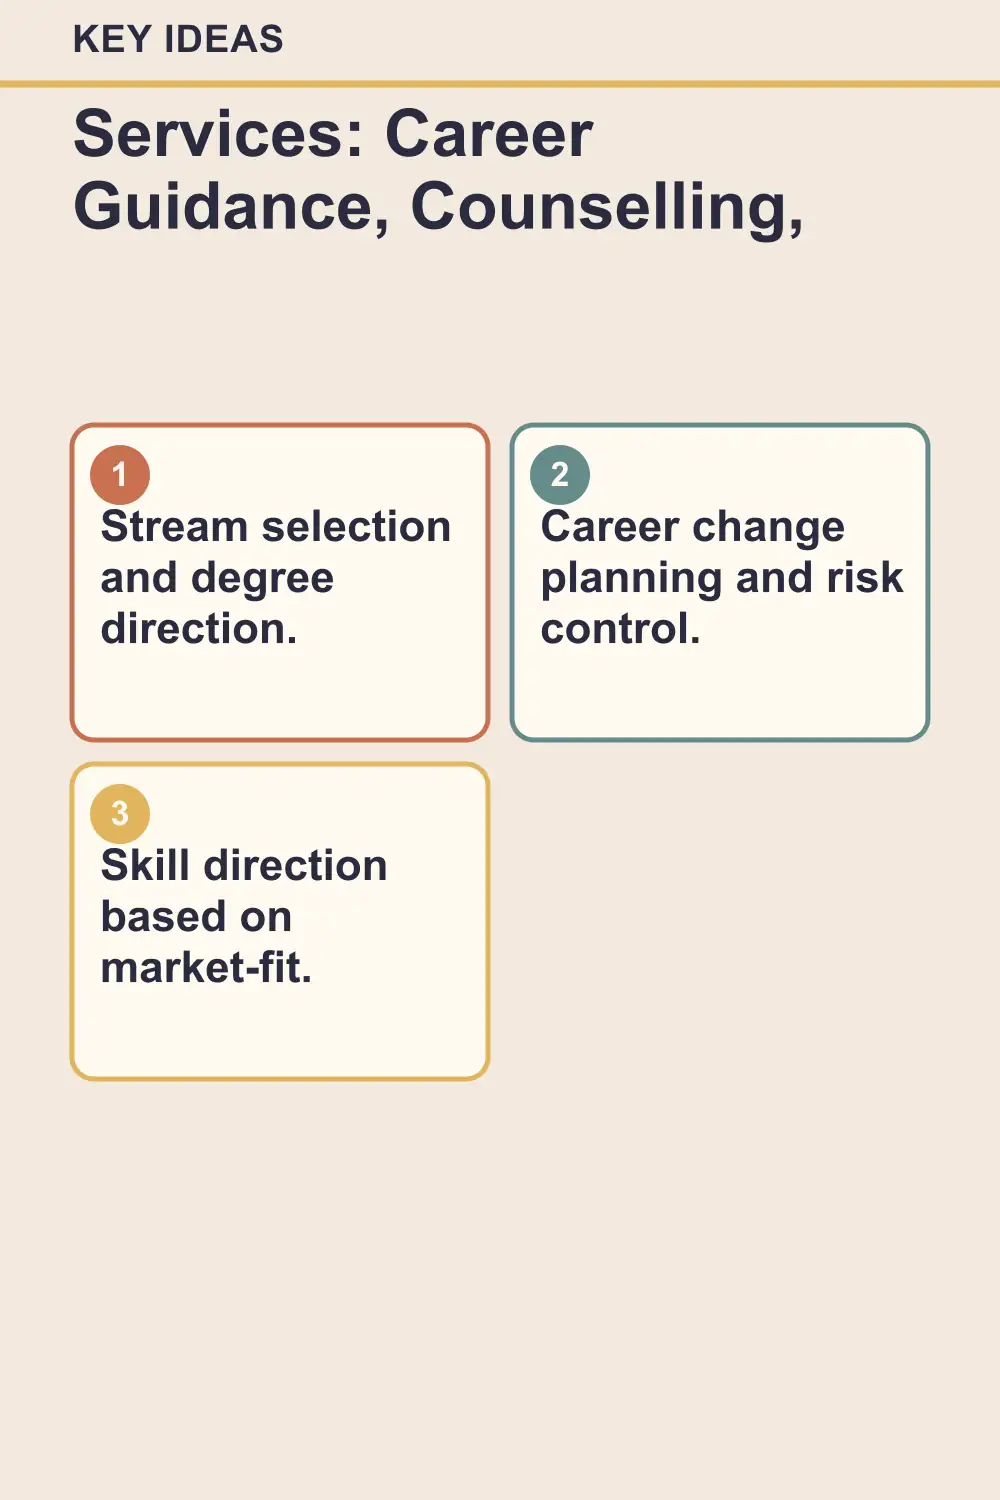 KEY IDEAS
Services: Career
Guidance, Counselling,
1
Stream selection
and degree
direction.
2
Career change
planning and risk
control.
3
Skill direction
based on
market-fit.